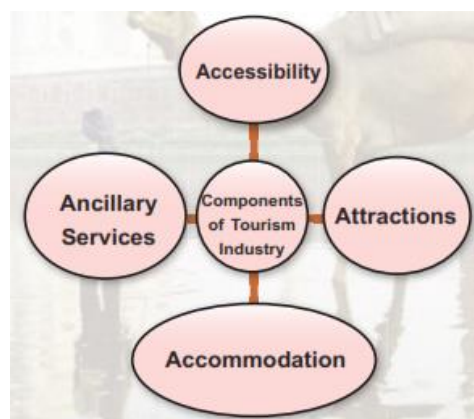 Accessibility
Ancillary
Services
Components
of Tourism
Industry
Attractions
Accommodation